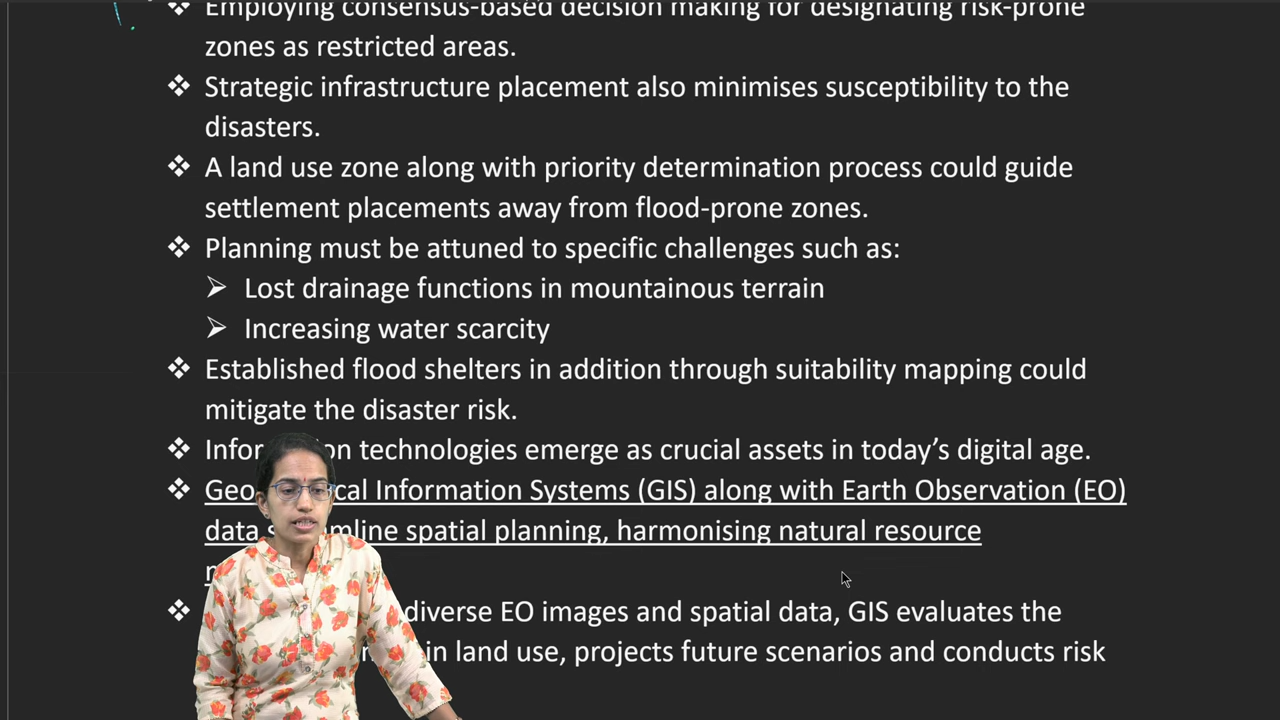 Employing consensus-based decision making for designating risk-prone
zones as restricted areas.
❖ Strategic infrastructure placement also minimises susceptibility to the
disasters.
❖ A land use zone along with priority determination process could guide
settlement placements away from flood-prone zones.
❖ Planning must be attuned to specific challenges such as:
➢ Lost drainage functions in mountainous terrain
➢ Increasing water scarcity
❖ Established flood shelters in addition through suitability mapping could
mitigate the disaster risk.
❖ technologies emerge as crucial assets in today’s digital age.
❖ Information Systems (GIS) along with Earth Observation (EO)
data spatial planning, harmonising natural resource
❖ diverse EO images and spatial data, GIS evaluates the
in land use, projects future scenarios and conducts risk